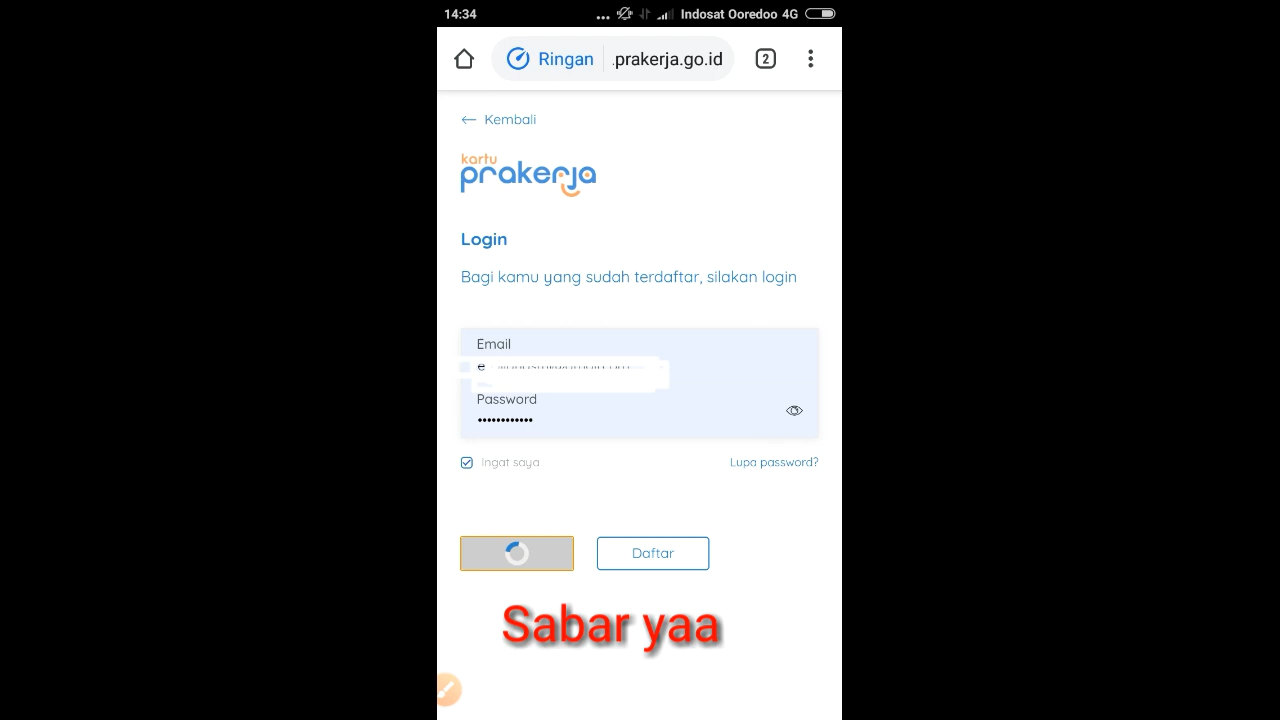 14:34 ... Indosat Ooredoo 4G
Ringan .prakerja.go.id 2
← Kembali
kartu
prakerja
Login
Bagi kamu yang sudah terdaftar, silakan login
Email
e
Password
••••••••••••
Ingat saya Lupa password?
Daftar
Sabar yaa